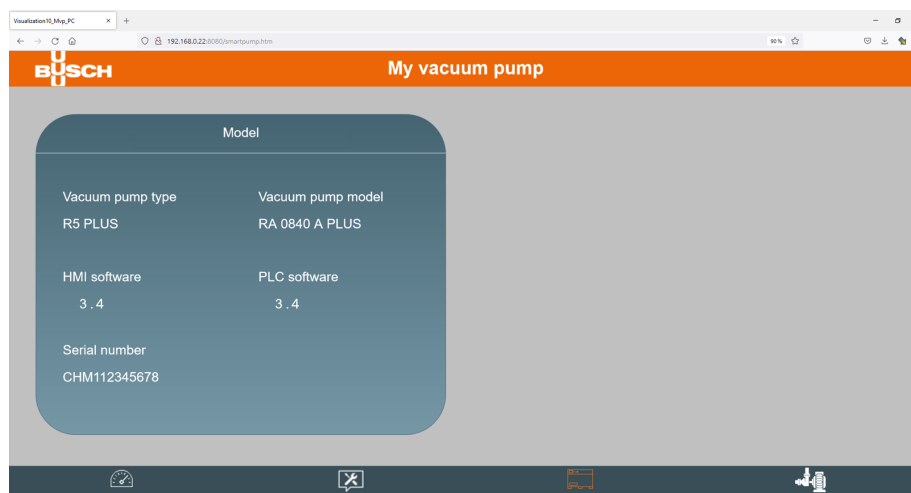 Visualization10_Mvp_PC
192.168.0.22:8080/smartpump.htm
90%
BUSCH
My vacuum pump
Model
Vacuum pump type
Vacuum pump model
R5 PLUS
RA 0840 A PLUS
HMI software
PLC software
3 . 4
3 . 4
Serial number
CHM112345678